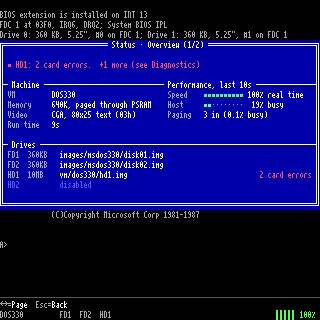 BIOS extension is installed on INT 13
FDC 1 at 03F0, IRQ6, DRQ2; System BIOS IPL
Drive 0: 360 KB, 5.25", #0 on FDC 1; Drive 1: 360 KB, 5.25", #1 on FDC 1
Status - Overview (1/2)
HD1: 2 card errors. +1 more (see Diagnostics)
Machine
VM DOS330
Memory 640K, paged through PSRAM
Video CGA, 80x25 text (03h)
Run time 9s
Performance, last 10s
Speed 100% real time
Host 19% busy
Paging 3 in (0.1% busy)
Drives
FD1 360KB images/msdos330/disk01.img
FD2 360KB images/msdos330/disk02.img
HD1 10MB vm/dos330/hd1.img 2 card errors
HD2 disabled
(C)Copyright Microsoft Corp 1981-1987
A>
↔=Page Esc=Back
DOS330 FD1 FD2 HD1 100%